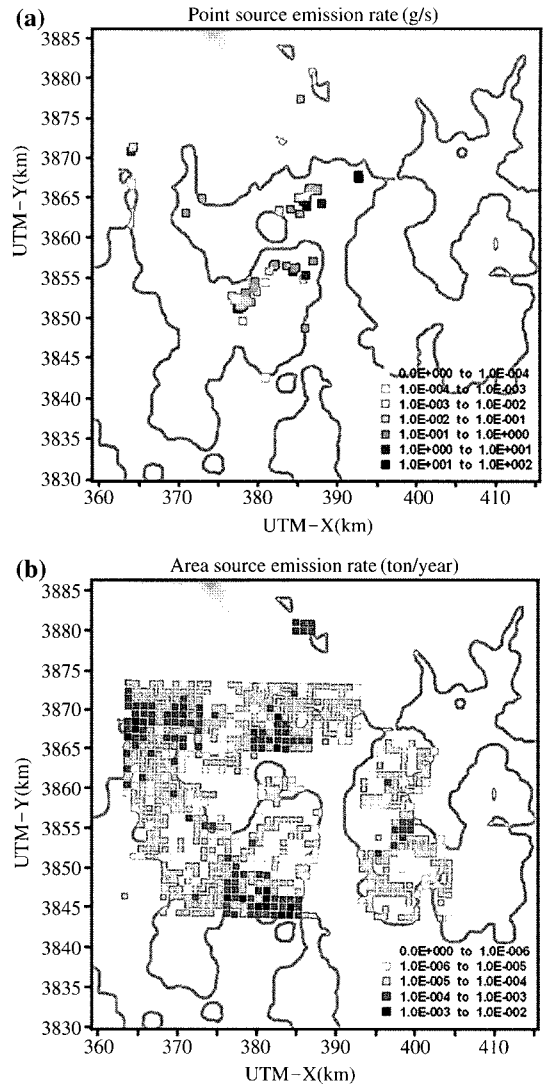 (a)
Point source emission rate (g/s)
3885
3880
3875
3870
3865
3860
3855
3850
3845
3840
3835
3830
UTM-Y(km)
0.0E+000 to 1.0E-004
1.0E-004 to 1.0E-003
1.0E-003 to 1.0E-002
1.0E-002 to 1.0E-001
1.0E-001 to 1.0E+000
1.0E+000 to 1.0E+001
1.0E+001 to 1.0E+002
360 370 380 390 400 410
UTM-X(km)
(b)
Area source emission rate (ton/year)
3885
3880
3875
3870
3865
3860
3855
3850
3845
3840
3835
3830
UTM-Y(km)
0.0E+000 to 1.0E-006
1.0E-006 to 1.0E-005
1.0E-005 to 1.0E-004
1.0E-004 to 1.0E-003
1.0E-003 to 1.0E-002
360 370 380 390 400 410
UTM-X(km)